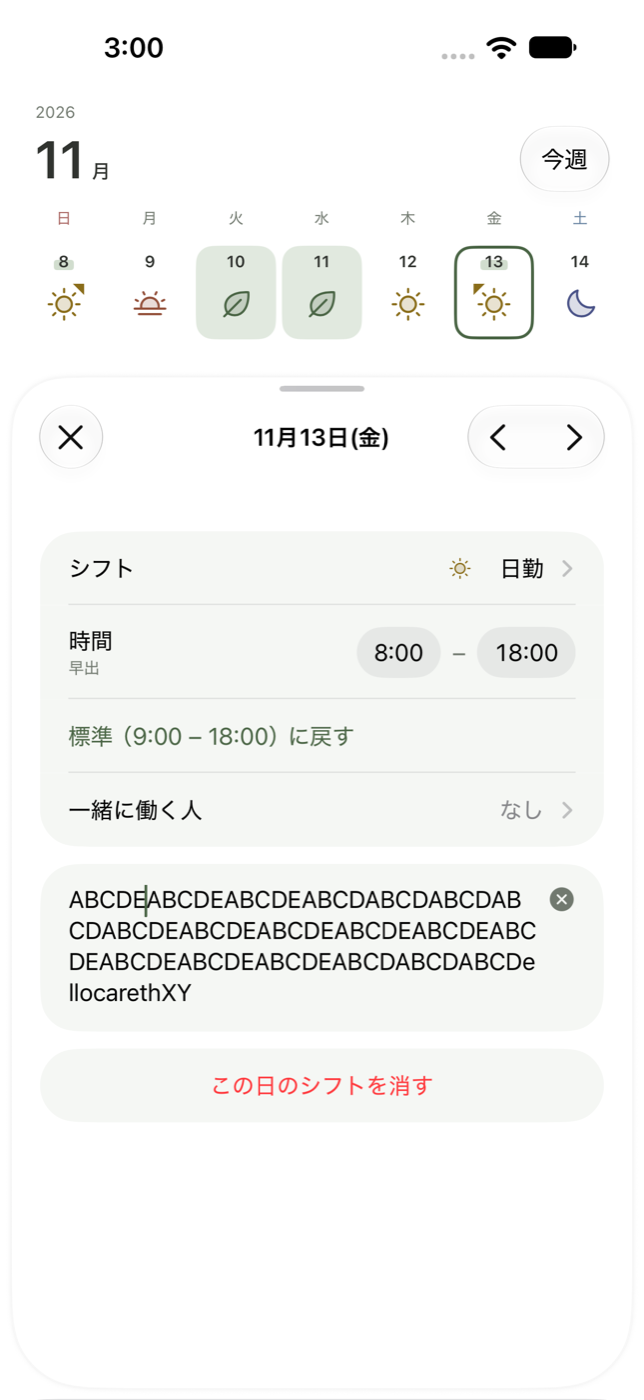 3:00
2026
11月
今週
日 月 火 水 木 金 土
8 9 10 11 12 13 14
11月13日(金)
シフト 日勤
時間 8:00 – 18:00
早出
標準（9:00 – 18:00）に戻す
一緒に働く人 なし
ABCDEABCDEABCDEABCDABCDABCDAB
CDABCDEABCDEABCDEABCDEABCDEABC
DEABCDEABCDEABCDEABCDABCDABCDe
llocarethXY
この日のシフトを消す